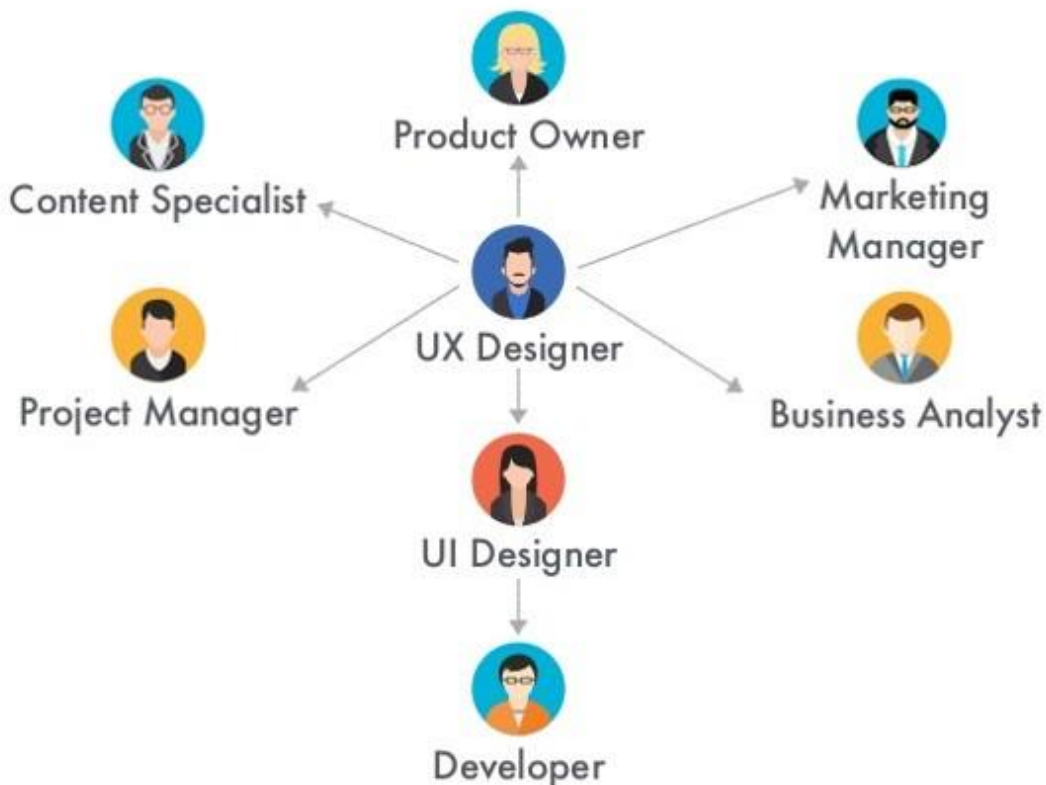 Product Owner
Content Specialist
Marketing
Manager
UX Designer
Project Manager
Business Analyst
UI Designer
Developer